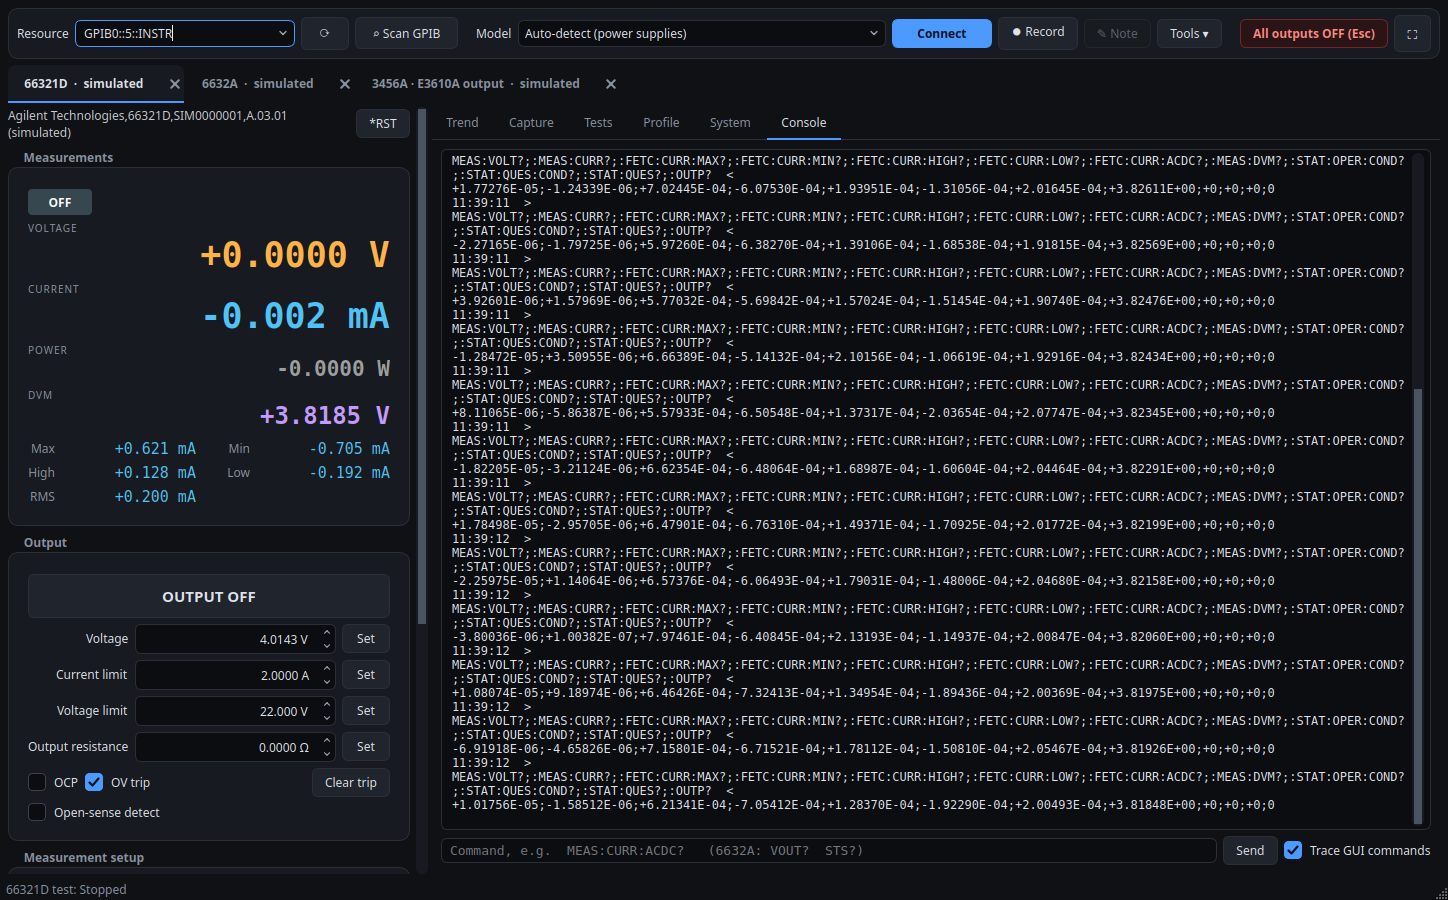 Resource GPIB0::5::INSTR ⟳ ⌕ Scan GPIB Model Auto-detect (power supplies) Connect ● Record ✎ Note Tools ▾ All outputs OFF (Esc) ⛶
66321D · simulated ✕ 6632A · simulated ✕ 3456A · E3610A output · simulated ✕
Agilent Technologies,66321D,SIM0000001,A.03.01
(simulated)
*RST
Measurements
OFF
VOLTAGE
+0.0000 V
CURRENT
-0.002 mA
POWER
-0.0000 W
DVM
+3.8185 V
Max +0.621 mA Min -0.705 mA
High +0.128 mA Low -0.192 mA
RMS +0.200 mA
Output
OUTPUT OFF
Voltage 4.0143 V Set
Current limit 2.0000 A Set
Voltage limit 22.000 V Set
Output resistance 0.0000 Ω Set
OCP OV trip Clear trip
Open-sense detect
Measurement setup
Trend Capture Tests Profile System Console
MEAS:VOLT?;:MEAS:CURR?;:FETC:CURR:MAX?;:FETC:CURR:MIN?;:FETC:CURR:HIGH?;:FETC:CURR:LOW?;:FETC:CURR:ACDC?;:MEAS:DVM?;:STAT:OPER:COND?
;:STAT:QUES:COND?;:STAT:QUES?;:OUTP? <
+1.77276E-05;-1.24339E-06;+7.02445E-04;-6.07530E-04;+1.93951E-04;-1.31056E-04;+2.01645E-04;+3.82611E+00;+0;+0;+0;0
11:39:11 >
MEAS:VOLT?;:MEAS:CURR?;:FETC:CURR:MAX?;:FETC:CURR:MIN?;:FETC:CURR:HIGH?;:FETC:CURR:LOW?;:FETC:CURR:ACDC?;:MEAS:DVM?;:STAT:OPER:COND?
;:STAT:QUES:COND?;:STAT:QUES?;:OUTP? <
-2.27165E-06;-1.79725E-06;+5.97260E-04;-6.38270E-04;+1.39106E-04;-1.68538E-04;+1.91815E-04;+3.82569E+00;+0;+0;+0;0
11:39:11 >
MEAS:VOLT?;:MEAS:CURR?;:FETC:CURR:MAX?;:FETC:CURR:MIN?;:FETC:CURR:HIGH?;:FETC:CURR:LOW?;:FETC:CURR:ACDC?;:MEAS:DVM?;:STAT:OPER:COND?
;:STAT:QUES:COND?;:STAT:QUES?;:OUTP? <
+3.92601E-06;+1.57969E-06;+5.77032E-04;-5.69842E-04;+1.57024E-04;-1.51454E-04;+1.90740E-04;+3.82476E+00;+0;+0;+0;0
11:39:11 >
MEAS:VOLT?;:MEAS:CURR?;:FETC:CURR:MAX?;:FETC:CURR:MIN?;:FETC:CURR:HIGH?;:FETC:CURR:LOW?;:FETC:CURR:ACDC?;:MEAS:DVM?;:STAT:OPER:COND?
;:STAT:QUES:COND?;:STAT:QUES?;:OUTP? <
-1.28472E-05;+3.50955E-06;+6.66389E-04;-5.14132E-04;+2.10156E-04;-1.06619E-04;+1.92916E-04;+3.82434E+00;+0;+0;+0;0
11:39:11 >
MEAS:VOLT?;:MEAS:CURR?;:FETC:CURR:MAX?;:FETC:CURR:MIN?;:FETC:CURR:HIGH?;:FETC:CURR:LOW?;:FETC:CURR:ACDC?;:MEAS:DVM?;:STAT:OPER:COND?
;:STAT:QUES:COND?;:STAT:QUES?;:OUTP? <
+8.11065E-06;-5.86387E-06;+5.57933E-04;-6.50548E-04;+1.37317E-04;-2.03654E-04;+2.07747E-04;+3.82345E+00;+0;+0;+0;0
11:39:11 >
MEAS:VOLT?;:MEAS:CURR?;:FETC:CURR:MAX?;:FETC:CURR:MIN?;:FETC:CURR:HIGH?;:FETC:CURR:LOW?;:FETC:CURR:ACDC?;:MEAS:DVM?;:STAT:OPER:COND?
;:STAT:QUES:COND?;:STAT:QUES?;:OUTP? <
-1.82205E-05;-3.21124E-06;+6.62354E-04;-6.48064E-04;+1.68987E-04;-1.60604E-04;+2.04464E-04;+3.82291E+00;+0;+0;+0;0
11:39:11 >
MEAS:VOLT?;:MEAS:CURR?;:FETC:CURR:MAX?;:FETC:CURR:MIN?;:FETC:CURR:HIGH?;:FETC:CURR:LOW?;:FETC:CURR:ACDC?;:MEAS:DVM?;:STAT:OPER:COND?
;:STAT:QUES:COND?;:STAT:QUES?;:OUTP? <
+1.78498E-05;-2.95705E-06;+6.47901E-04;-6.76310E-04;+1.49371E-04;-1.70925E-04;+2.01772E-04;+3.82199E+00;+0;+0;+0;0
11:39:12 >
MEAS:VOLT?;:MEAS:CURR?;:FETC:CURR:MAX?;:FETC:CURR:MIN?;:FETC:CURR:HIGH?;:FETC:CURR:LOW?;:FETC:CURR:ACDC?;:MEAS:DVM?;:STAT:OPER:COND?
;:STAT:QUES:COND?;:STAT:QUES?;:OUTP? <
-2.25975E-05;+1.14064E-06;+6.57376E-04;-6.06493E-04;+1.79031E-04;-1.48006E-04;+2.04680E-04;+3.82158E+00;+0;+0;+0;0
11:39:12 >
MEAS:VOLT?;:MEAS:CURR?;:FETC:CURR:MAX?;:FETC:CURR:MIN?;:FETC:CURR:HIGH?;:FETC:CURR:LOW?;:FETC:CURR:ACDC?;:MEAS:DVM?;:STAT:OPER:COND?
;:STAT:QUES:COND?;:STAT:QUES?;:OUTP? <
-3.80036E-06;+1.00382E-07;+7.97461E-04;-6.40845E-04;+2.13193E-04;-1.14937E-04;+2.00847E-04;+3.82060E+00;+0;+0;+0;0
11:39:12 >
MEAS:VOLT?;:MEAS:CURR?;:FETC:CURR:MAX?;:FETC:CURR:MIN?;:FETC:CURR:HIGH?;:FETC:CURR:LOW?;:FETC:CURR:ACDC?;:MEAS:DVM?;:STAT:OPER:COND?
;:STAT:QUES:COND?;:STAT:QUES?;:OUTP? <
+1.08074E-05;+9.18974E-06;+6.46426E-04;-7.32413E-04;+1.34954E-04;-1.89436E-04;+2.00369E-04;+3.81975E+00;+0;+0;+0;0
11:39:12 >
MEAS:VOLT?;:MEAS:CURR?;:FETC:CURR:MAX?;:FETC:CURR:MIN?;:FETC:CURR:HIGH?;:FETC:CURR:LOW?;:FETC:CURR:ACDC?;:MEAS:DVM?;:STAT:OPER:COND?
;:STAT:QUES:COND?;:STAT:QUES?;:OUTP? <
-6.91918E-06;-4.65826E-06;+7.15801E-04;-6.71521E-04;+1.78112E-04;-1.50810E-04;+2.05467E-04;+3.81926E+00;+0;+0;+0;0
11:39:12 >
MEAS:VOLT?;:MEAS:CURR?;:FETC:CURR:MAX?;:FETC:CURR:MIN?;:FETC:CURR:HIGH?;:FETC:CURR:LOW?;:FETC:CURR:ACDC?;:MEAS:DVM?;:STAT:OPER:COND?
;:STAT:QUES:COND?;:STAT:QUES?;:OUTP? <
+1.01756E-05;-1.58512E-06;+6.21341E-04;-7.05412E-04;+1.28370E-04;-1.92290E-04;+2.00493E-04;+3.81848E+00;+0;+0;+0;0
Command, e.g. MEAS:CURR:ACDC? (6632A: VOUT? STS?) Send Trace GUI commands
66321D test: Stopped